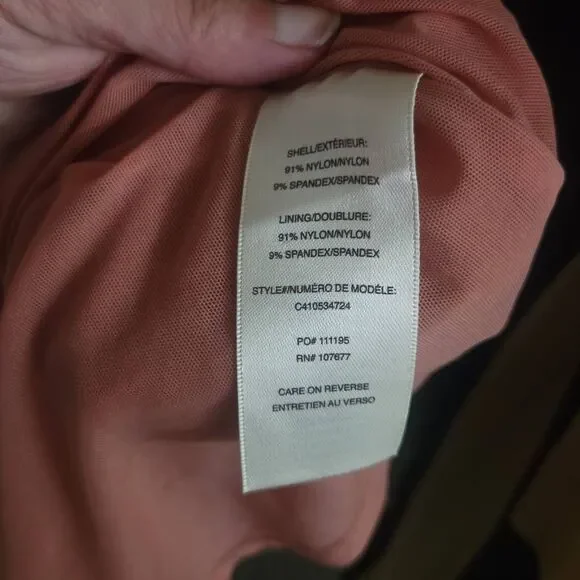 SHELL/EXTÉRIEUR:
91% NYLON/NYLON
9% SPANDEX/SPANDEX
LINING/DOUBLURE:
91% NYLON/NYLON
9% SPANDEX/SPANDEX
STYLE#/NUMÉRO DE MODÈLE:
C410534724
PO# 111195
RN# 107677
CARE ON REVERSE
ENTRETIEN AU VERSO